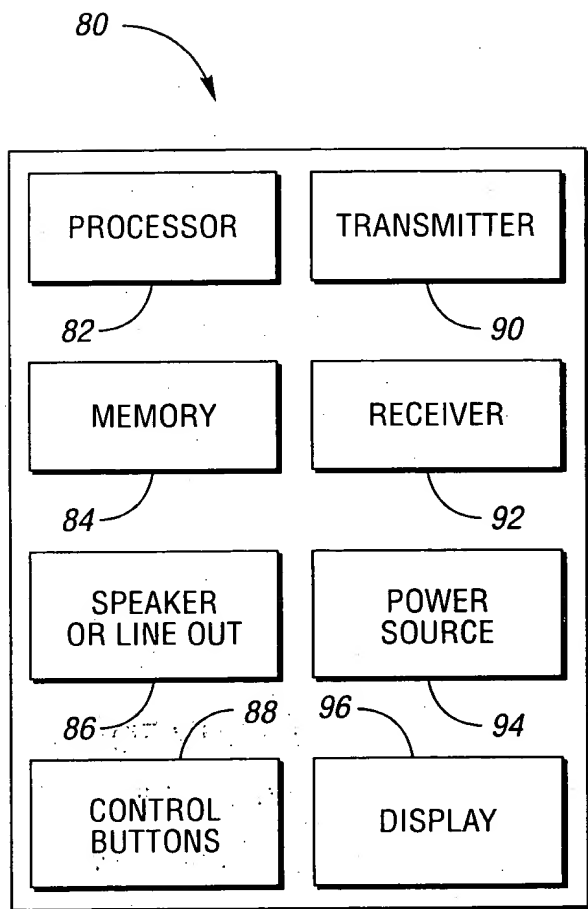 80
PROCESSOR
TRANSMITTER
82
90
MEMORY
RECEIVER
84
92
SPEAKER
OR LINE OUT
POWER
SOURCE
86
88
96
94
CONTROL
BUTTONS
DISPLAY